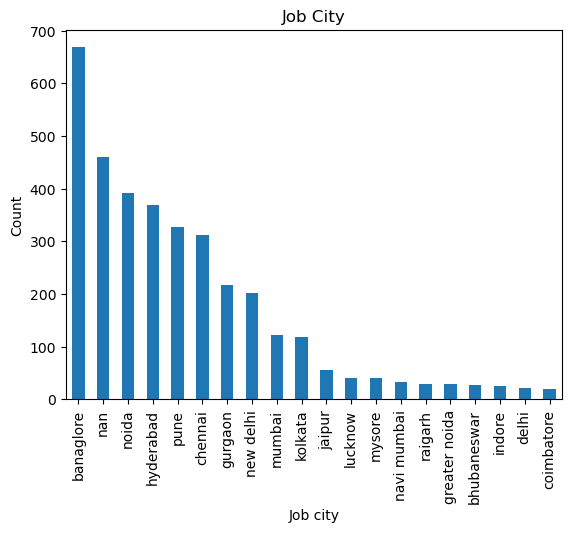 Job City
700
600
500
400
300
200
100
0
Count
banaglore
nan
noida
hyderabad
pune
chennai
gurgaon
new delhi
mumbai
kolkata
jaipur
lucknow
mysore
navi mumbai
raigarh
greater noida
bhubaneswar
indore
delhi
coimbatore
Job city